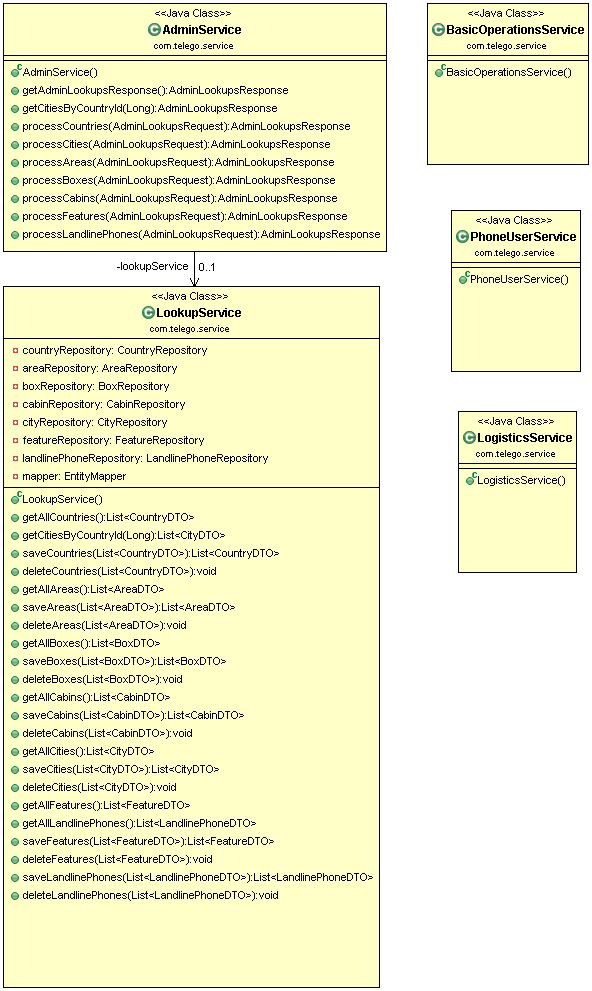 <<Java Class>>
AdminService
com.telego.service
AdminService()
getAdminLookupsResponse():AdminLookupsResponse
getCitiesByCountryId(Long):AdminLookupsResponse
processCountries(AdminLookupsRequest):AdminLookupsResponse
processCities(AdminLookupsRequest):AdminLookupsResponse
processAreas(AdminLookupsRequest):AdminLookupsResponse
processBoxes(AdminLookupsRequest):AdminLookupsResponse
processCabins(AdminLookupsRequest):AdminLookupsResponse
processFeatures(AdminLookupsRequest):AdminLookupsResponse
processLandlinePhones(AdminLookupsRequest):AdminLookupsResponse
-lookupService 0..1
<<Java Class>>
LookupService
com.telego.service
countryRepository: CountryRepository
areaRepository: AreaRepository
boxRepository: BoxRepository
cabinRepository: CabinRepository
cityRepository: CityRepository
featureRepository: FeatureRepository
landlinePhoneRepository: LandlinePhoneRepository
mapper: EntityMapper
LookupService()
getAllCountries():List<CountryDTO>
getCitiesByCountryId(Long):List<CityDTO>
saveCountries(List<CountryDTO>):List<CountryDTO>
deleteCountries(List<CountryDTO>):void
getAllAreas():List<AreaDTO>
saveAreas(List<AreaDTO>):List<AreaDTO>
deleteAreas(List<AreaDTO>):void
getAllBoxes():List<BoxDTO>
saveBoxes(List<BoxDTO>):List<BoxDTO>
deleteBoxes(List<BoxDTO>):void
getAllCabins():List<CabinDTO>
saveCabins(List<CabinDTO>):List<CabinDTO>
deleteCabins(List<CabinDTO>):void
getAllCities():List<CityDTO>
saveCities(List<CityDTO>):List<CityDTO>
deleteCities(List<CityDTO>):void
getAllFeatures():List<FeatureDTO>
getAllLandlinePhones():List<LandlinePhoneDTO>
saveFeatures(List<FeatureDTO>):List<FeatureDTO>
deleteFeatures(List<FeatureDTO>):void
saveLandlinePhones(List<LandlinePhoneDTO>):List<LandlinePhoneDTO>
deleteLandlinePhones(List<LandlinePhoneDTO>):void
<<Java Class>>
BasicOperationsService
com.telego.service
BasicOperationsService()
<<Java Class>>
PhoneUserService
com.telego.service
PhoneUserService()
<<Java Class>>
LogisticsService
com.telego.service
LogisticsService()